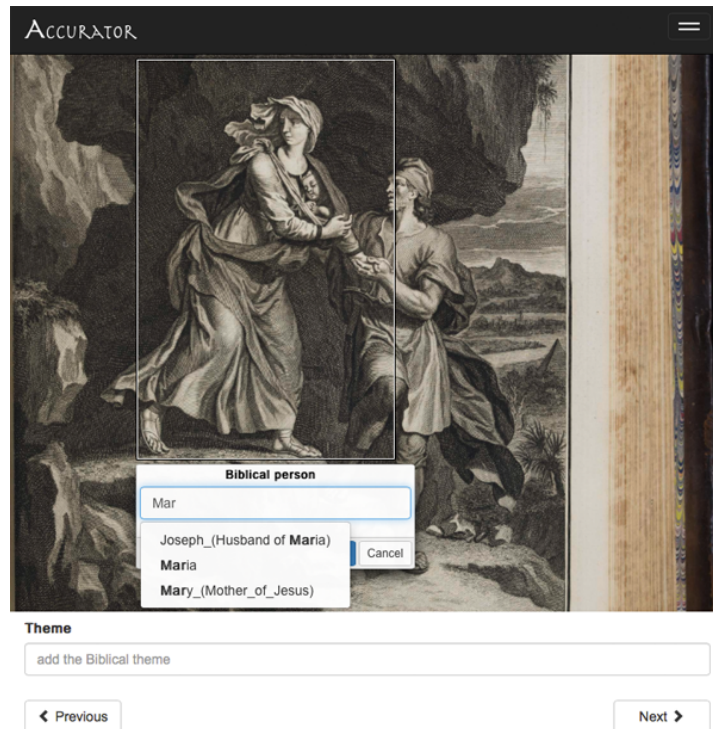 ACCURATOR
Biblical person
Mar
Joseph_(Husband of Maria)
Maria
Mary_(Mother_of_Jesus)
Cancel
Theme
add the Biblical theme
Previous
Next